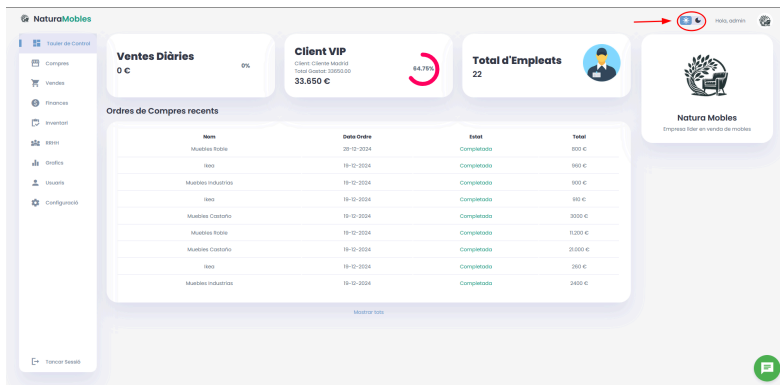 NaturaMobles
Hola, admin
Tauler de Control
Compres
Vendes
Finances
Inventari
RRHH
Gràfics
Usuaris
Configuració
Tancar Sessió
Ventes Diàries
0 €
0%
Client VIP
Client: Cliente Madrid
Total Gastat: 33650.00
33.650 €
64.75%
Total d'Empleats
22
Natura Mobles
Empresa líder en venda de mobles
Ordres de Compres recents
Nom Data Ordre Estat Total
Muebles Roble 28-12-2024 Completada 800 €
Ikea 19-12-2024 Completada 960 €
Muebles Industrias 19-12-2024 Completada 900 €
Ikea 19-12-2024 Completada 910 €
Muebles Castaño 19-12-2024 Completada
Muebles Roble 19-12-2024 Completada 11.200 €
Muebles Castaño 19-12-2024 Completada 21.000 €
Ikea 19-12-2024 Completada 260 €
Muebles Industrias 19-12-2024 Completada 2400 €
Mostrar tots